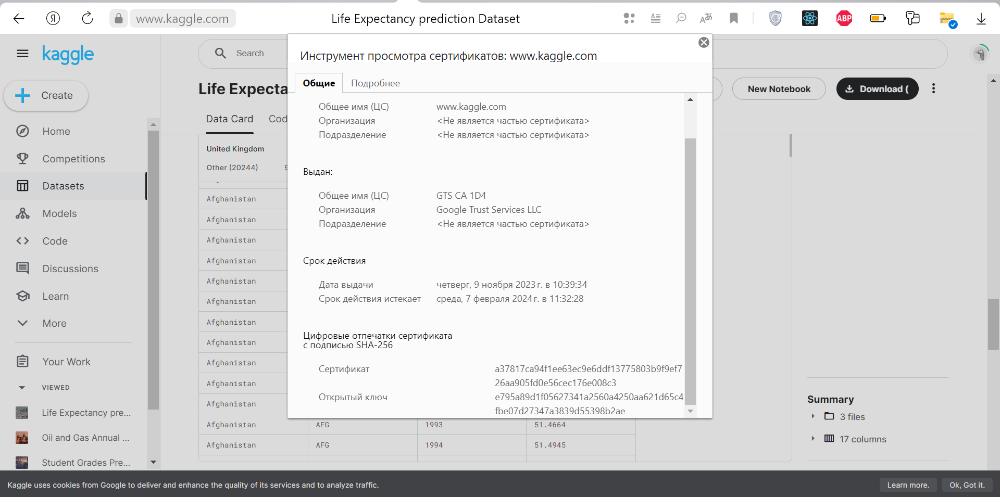 www.kaggle.com
Life Expectancy prediction Dataset
ABP
kaggle
Search
Create
Home
Competitions
Datasets
Models
Code
Discussions
Learn
More
Your Work
VIEWED
Life Expectancy pre...
Oil and Gas Annual ...
Student Grades Pre...
Life Expecta
New Notebook
Download (
Data Card
Cod
United Kingdom
Other (20244)
9
Afghanistan
Afghanistan
Afghanistan
Afghanistan
Afghanistan
Afghanistan
Afghanistan
Afghanistan
Afghanistan
Afghanistan
Afghanistan
Afghanistan AFG 1993 51.4664
Afghanistan AFG 1994 51.4945
Инструмент просмотра сертификатов: www.kaggle.com
Общие
Подробнее
Общее имя (ЦС) www.kaggle.com
Организация <Не является частью сертификата>
Подразделение <Не является частью сертификата>
Выдан:
Общее имя (ЦС) GTS CA 1D4
Организация Google Trust Services LLC
Подразделение <Не является частью сертификата>
Срок действия
Дата выдачи четверг, 9 ноября 2023 г. в 10:39:34
Срок действия истекает среда, 7 февраля 2024 г. в 11:32:28
Цифровые отпечатки сертификата
с подписью SHA-256
Сертификат a37817ca94f1ee63ec9e6ddf13775803b9f9ef7
26aa905fd0e56cec176e008c3
Открытый ключ e795a89d1f05627341a2560a4250aa621d65c4
fbe07d27347a3839d55398b2ae
Summary
3 files
17 columns
Kaggle uses cookies from Google to deliver and enhance the quality of its services and to analyze traffic.
Learn more.
Ok, Got it.